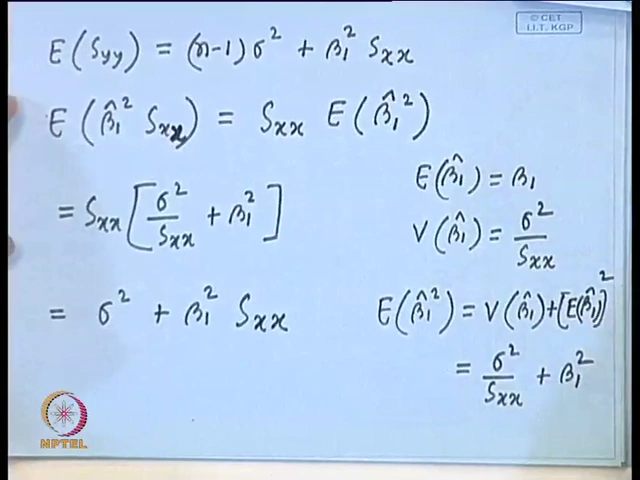 © CET
I.I.T. KGP
E(Syy) = (n-1)σ² + β₁² Sxx
E(β̂₁² Sxx) = Sxx E(β̂₁²)
= Sxx [σ²/Sxx + β₁²]
= σ² + β₁² Sxx
E(β̂₁) = β₁
V(β̂₁) = σ²/Sxx
E(β̂₁²) = V(β̂₁) + [E(β̂₁)]²
= σ²/Sxx + β₁²
NPTEL